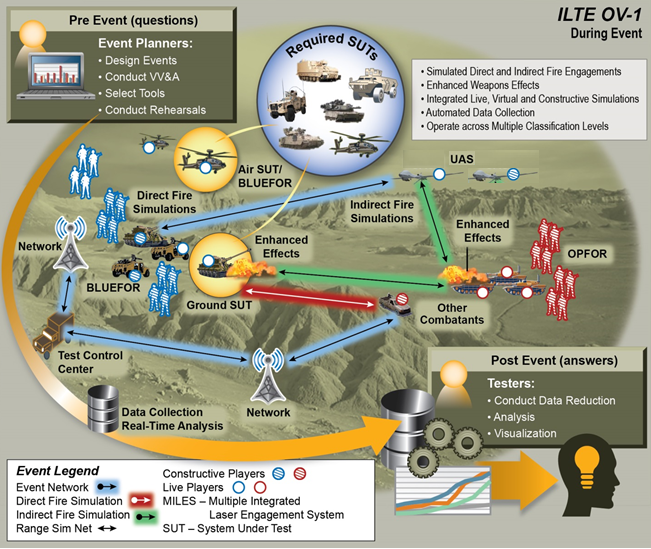 Pre Event (questions)
Event Planners:
• Design Events
• Conduct VV&A
• Select Tools
• Conduct Rehearsals
Required SUTs
ILTE OV-1
During Event
• Simulated Direct and Indirect Fire Engagements
• Enhanced Weapons Effects
• Integrated Live, Virtual and Constructive Simulations
• Automated Data Collection
• Operate across Multiple Classification Levels
Air SUT/
BLUEFOR
UAS
Direct Fire
Simulations
Indirect Fire
Simulations
Network
Enhanced
Effects
Enhanced
Effects
OPFOR
BLUEFOR
Ground SUT
Other
Combatants
Test Control
Center
Network
Data Collection
Real-Time Analysis
Post Event (answers)
Testers:
• Conduct Data Reduction
• Analysis
• Visualization
Event Legend
Event Network
Direct Fire Simulation
Indirect Fire Simulation
Range Sim Net
Constructive Players
Live Players
MILES – Multiple Integrated
Laser Engagement System
SUT – System Under Test